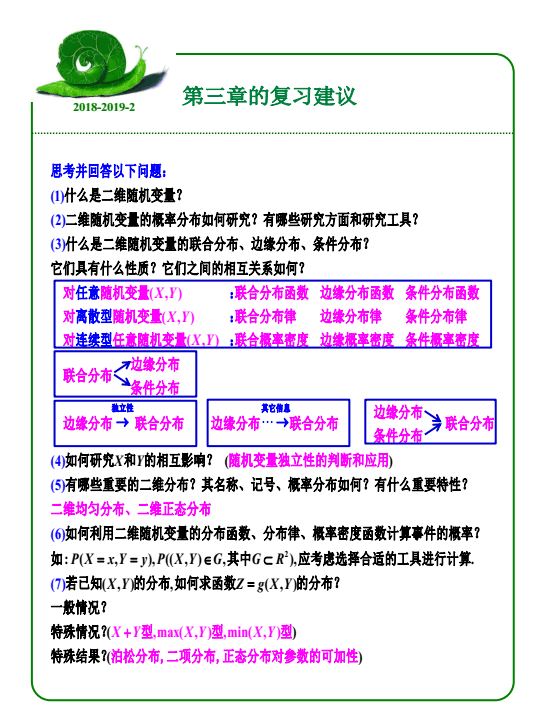 第三章的复习建议
2018-2019-2
思考并回答以下问题:
(1)什么是二维随机变量?
(2)二维随机变量的概率分布如何研究? 有哪些研究方面和研究工具?
(3)什么是二维随机变量的联合分布、边缘分布、条件分布?
它们具有什么性质? 它们之间的相互关系如何?
对任意随机变量(X,Y) :联合分布函数 边缘分布函数 条件分布函数
对离散型随机变量(X,Y) :联合分布律 边缘分布律 条件分布律
对连续型任意随机变量(X,Y) :联合概率密度 边缘概率密度 条件概率密度
联合分布 边缘分布
条件分布
独立性
边缘分布 → 联合分布
其它信息
边缘分布 ⋯ → 联合分布
边缘分布
条件分布 联合分布
(4)如何研究X和Y的相互影响? (随机变量独立性的判断和应用)
(5)有哪些重要的二维分布? 其名称、记号、概率分布如何? 有什么重要特性?
二维均匀分布、二维正态分布
(6)如何利用二维随机变量的分布函数、分布律、概率密度函数计算事件的概率?
如: P(X = x,Y = y),P((X,Y)∈G,其中G⊂R²),应考虑选择合适的工具进行计算.
(7)若已知(X,Y)的分布,如何求函数Z = g(X,Y)的分布?
一般情况?
特殊情况?(X + Y型,max(X,Y)型,min(X,Y)型)
特殊结果?(泊松分布,二项分布,正态分布对参数的可加性)